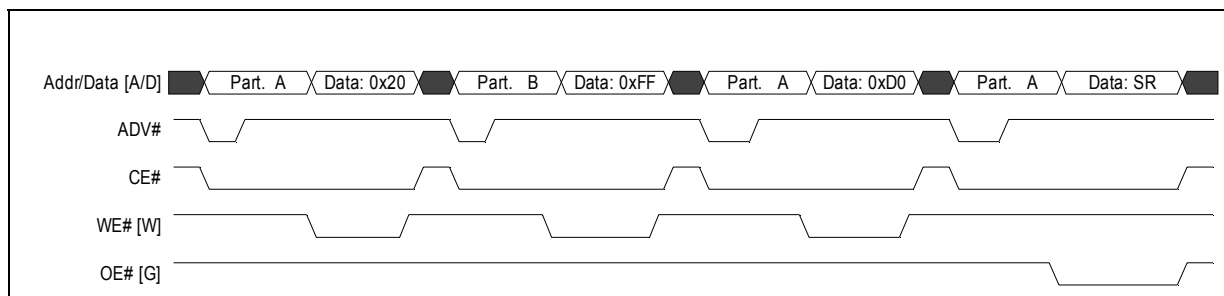 Addr/Data [A/D] Part. A Data: 0x20 Part. B Data: 0xFF Part. A Data: 0xD0 Part. A Data: SR
ADV#
CE#
WE# [W]
OE# [G]